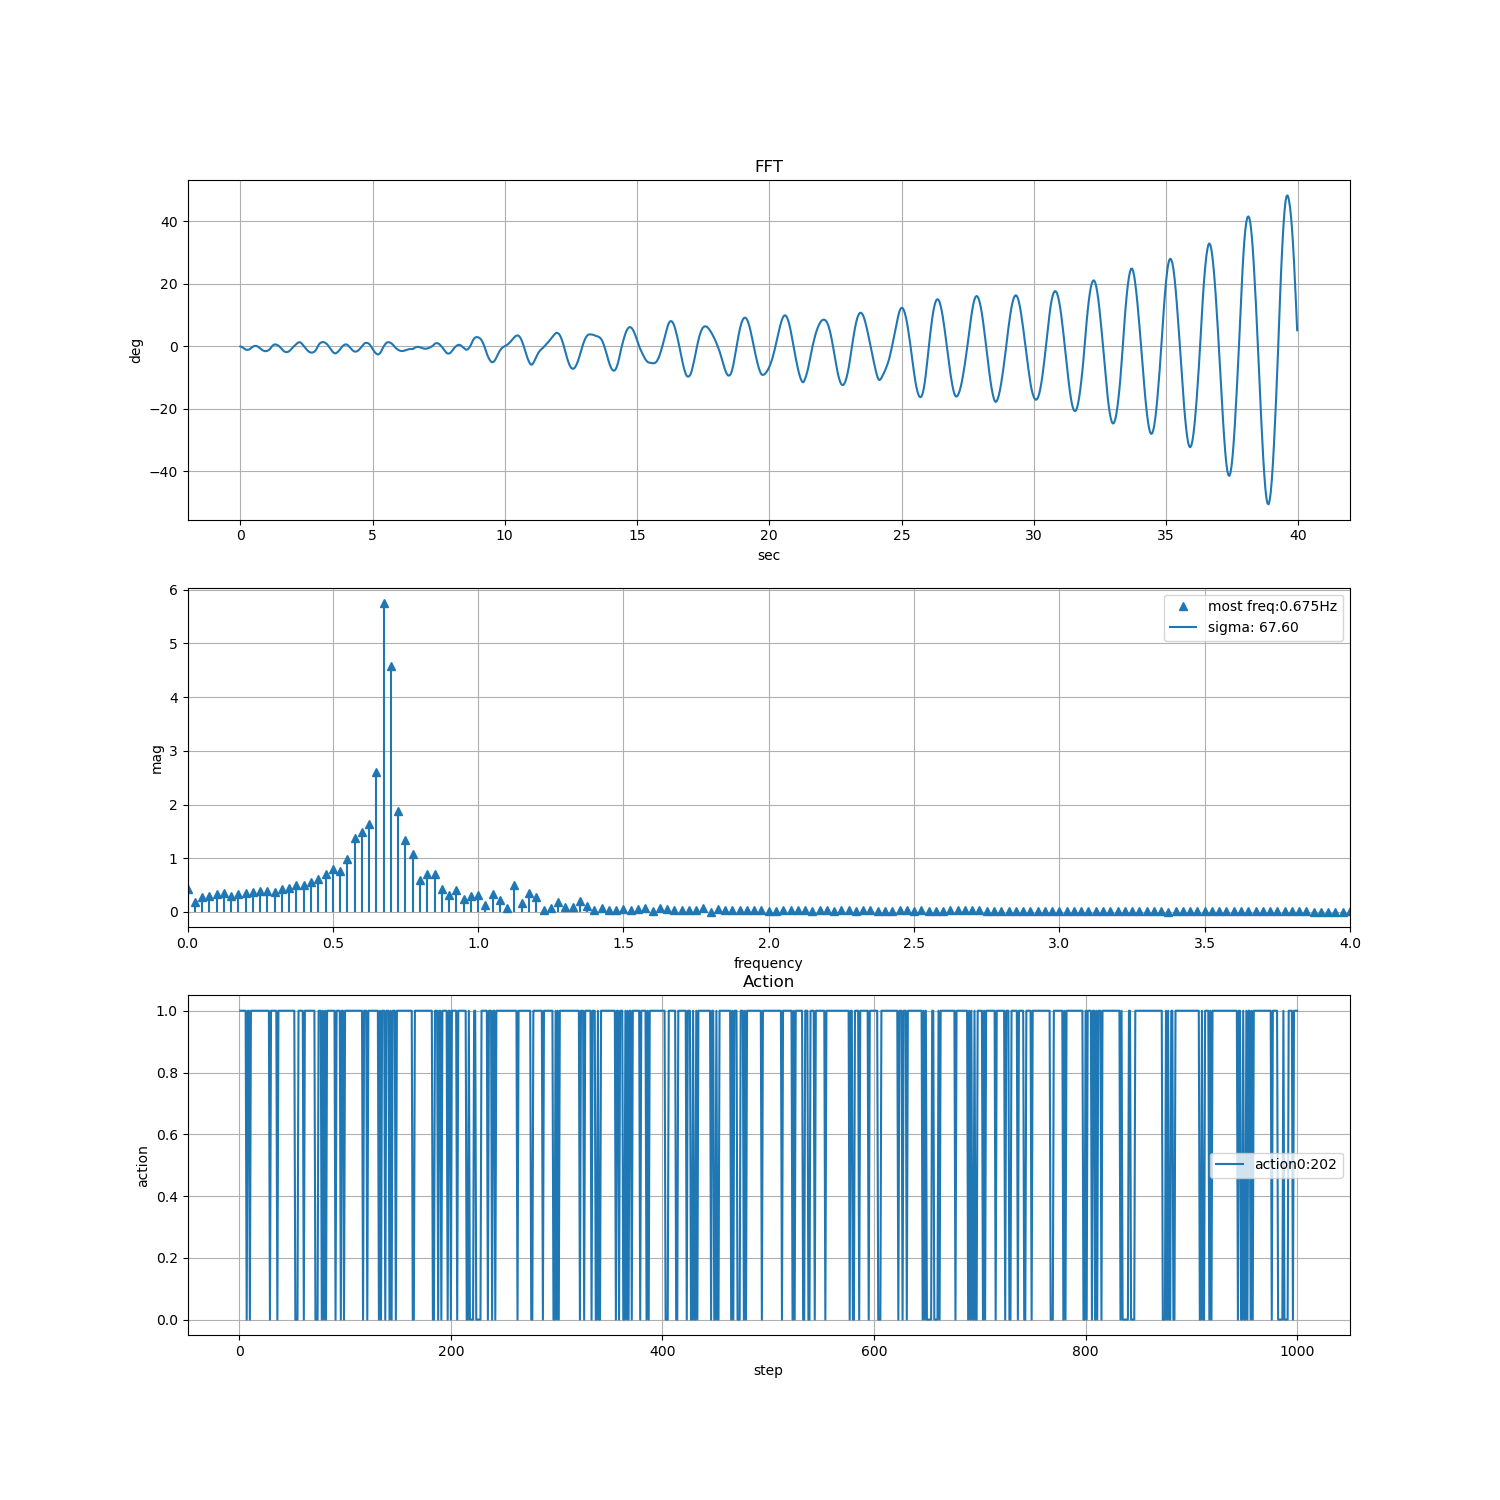 FFT
40
20
0
−20
−40
deg
0 5 10 15 20 25 30 35 40
sec
6
5
4
3
2
1
0
mag
most freq:0.675Hz
sigma: 67.60
0.0 0.5 1.0 1.5 2.0 2.5 3.0 3.5 4.0
frequency
Action
1.0
0.8
0.6
0.4
0.2
0.0
action
action0:202
0 200 400 600 800 1000
step